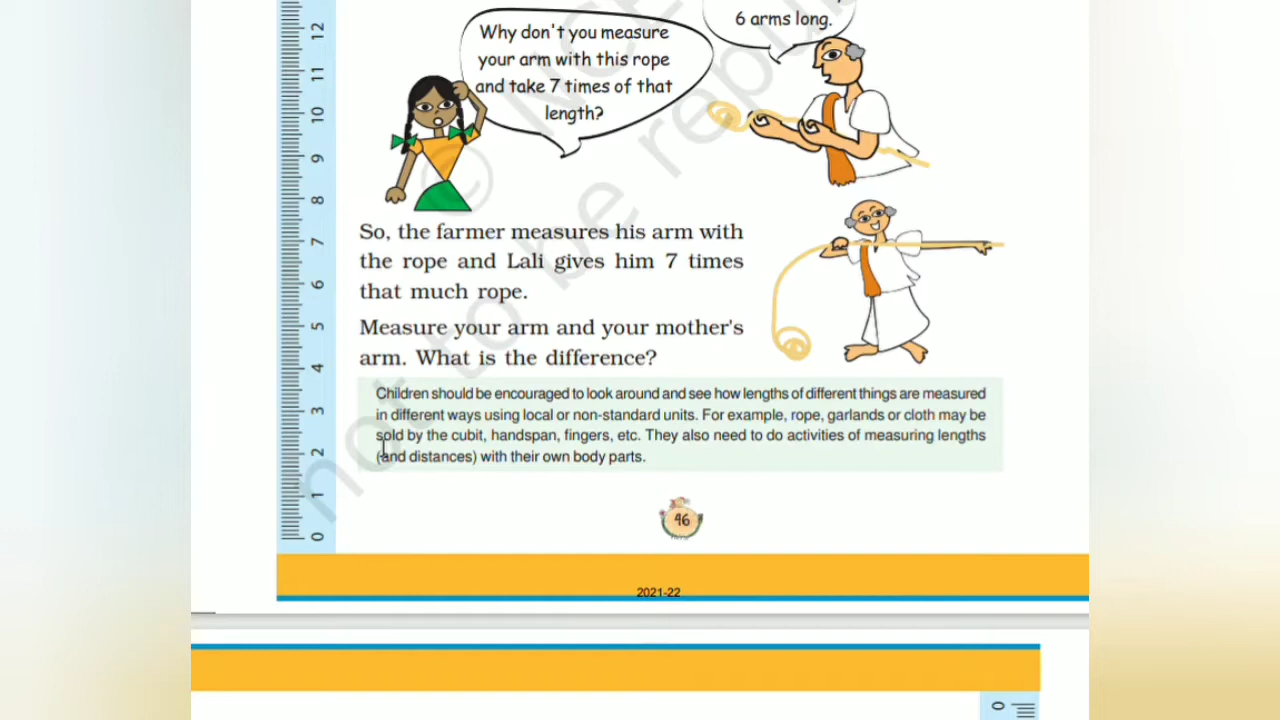 6 arms long.
Why don't you measure
your arm with this rope
and take 7 times of that
length?
So, the farmer measures his arm with
the rope and Lali gives him 7 times
that much rope.
Measure your arm and your mother's
arm. What is the difference?
Children should be encouraged to look around and see how lengths of different things are measured
in different ways using local or non-standard units. For example, rope, garlands or cloth may be
sold by the cubit, handspan, fingers, etc. They also need to do activities of measuring lengths
(and distances) with their own body parts.
46
2021-22
12
11
10
9
8
7
6
5
4
3
2
1
0
0
not to be